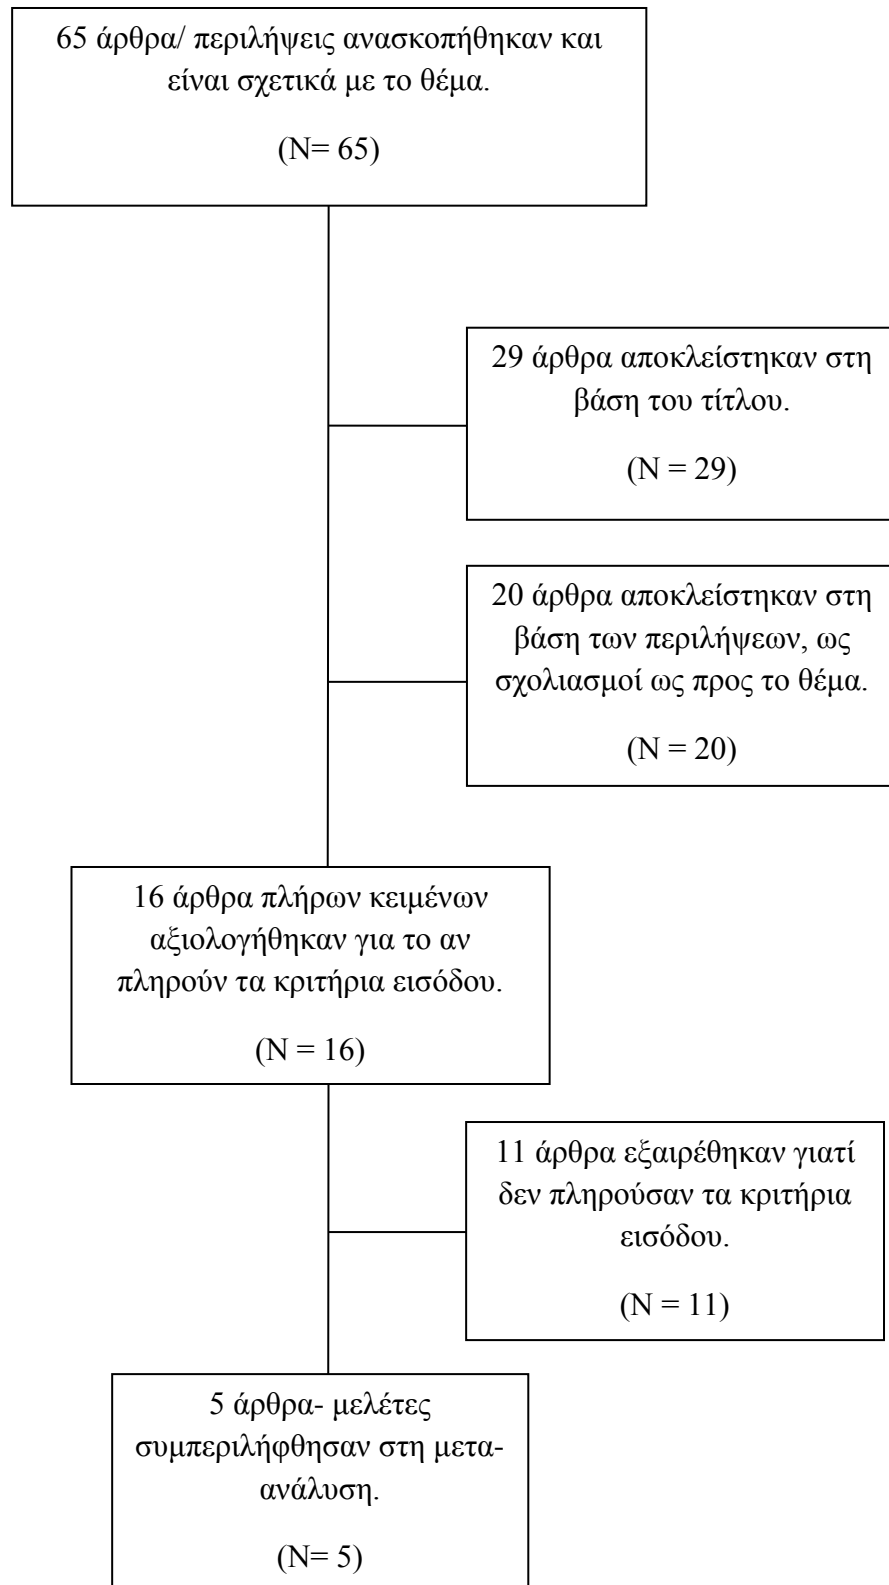 65 άρθρα/ περιλήψεις ανασκοπήθηκαν και
είναι σχετικά με το θέμα.
(N= 65)
29 άρθρα αποκλείστηκαν στη
βάση του τίτλου.
(N = 29)
20 άρθρα αποκλείστηκαν στη
βάση των περιλήψεων, ως
σχολιασμοί ως προς το θέμα.
(N = 20)
16 άρθρα πλήρων κειμένων
αξιολογήθηκαν για το αν
πληρούν τα κριτήρια εισόδου.
(N = 16)
11 άρθρα εξαιρέθηκαν γιατί
δεν πληρούσαν τα κριτήρια
εισόδου.
(N = 11)
5 άρθρα- μελέτες
συμπεριλήφθησαν στη μετα-
ανάλυση.
(N= 5)